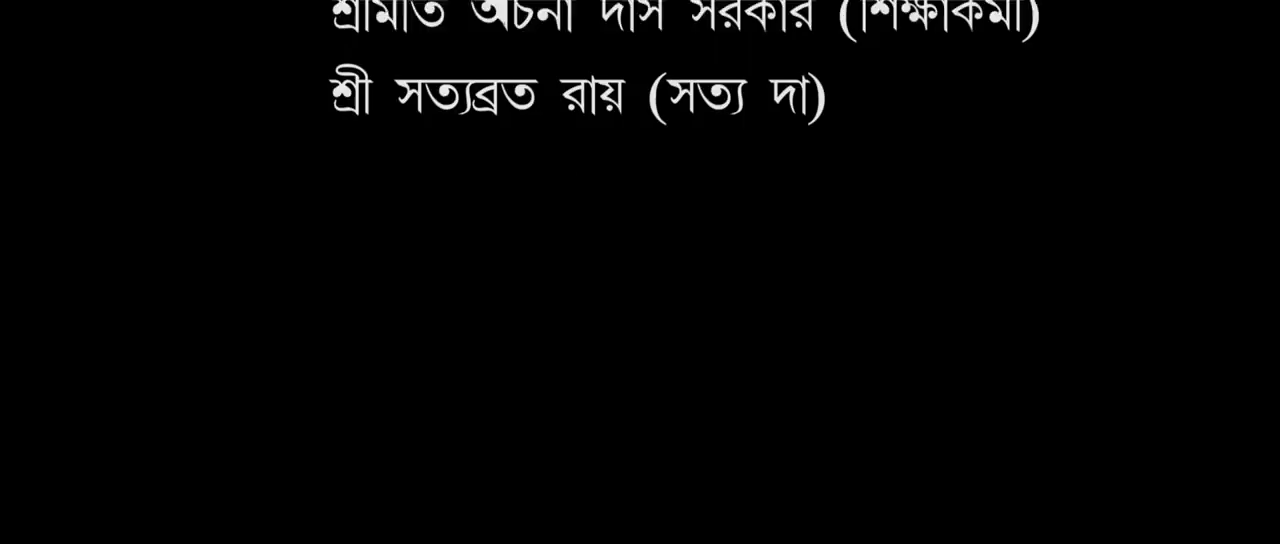 শ্রীমতি অর্চনা দাস সরকার (শিক্ষাকর্মী)
শ্রী সত্যব্রত রায় (সত্য দা)